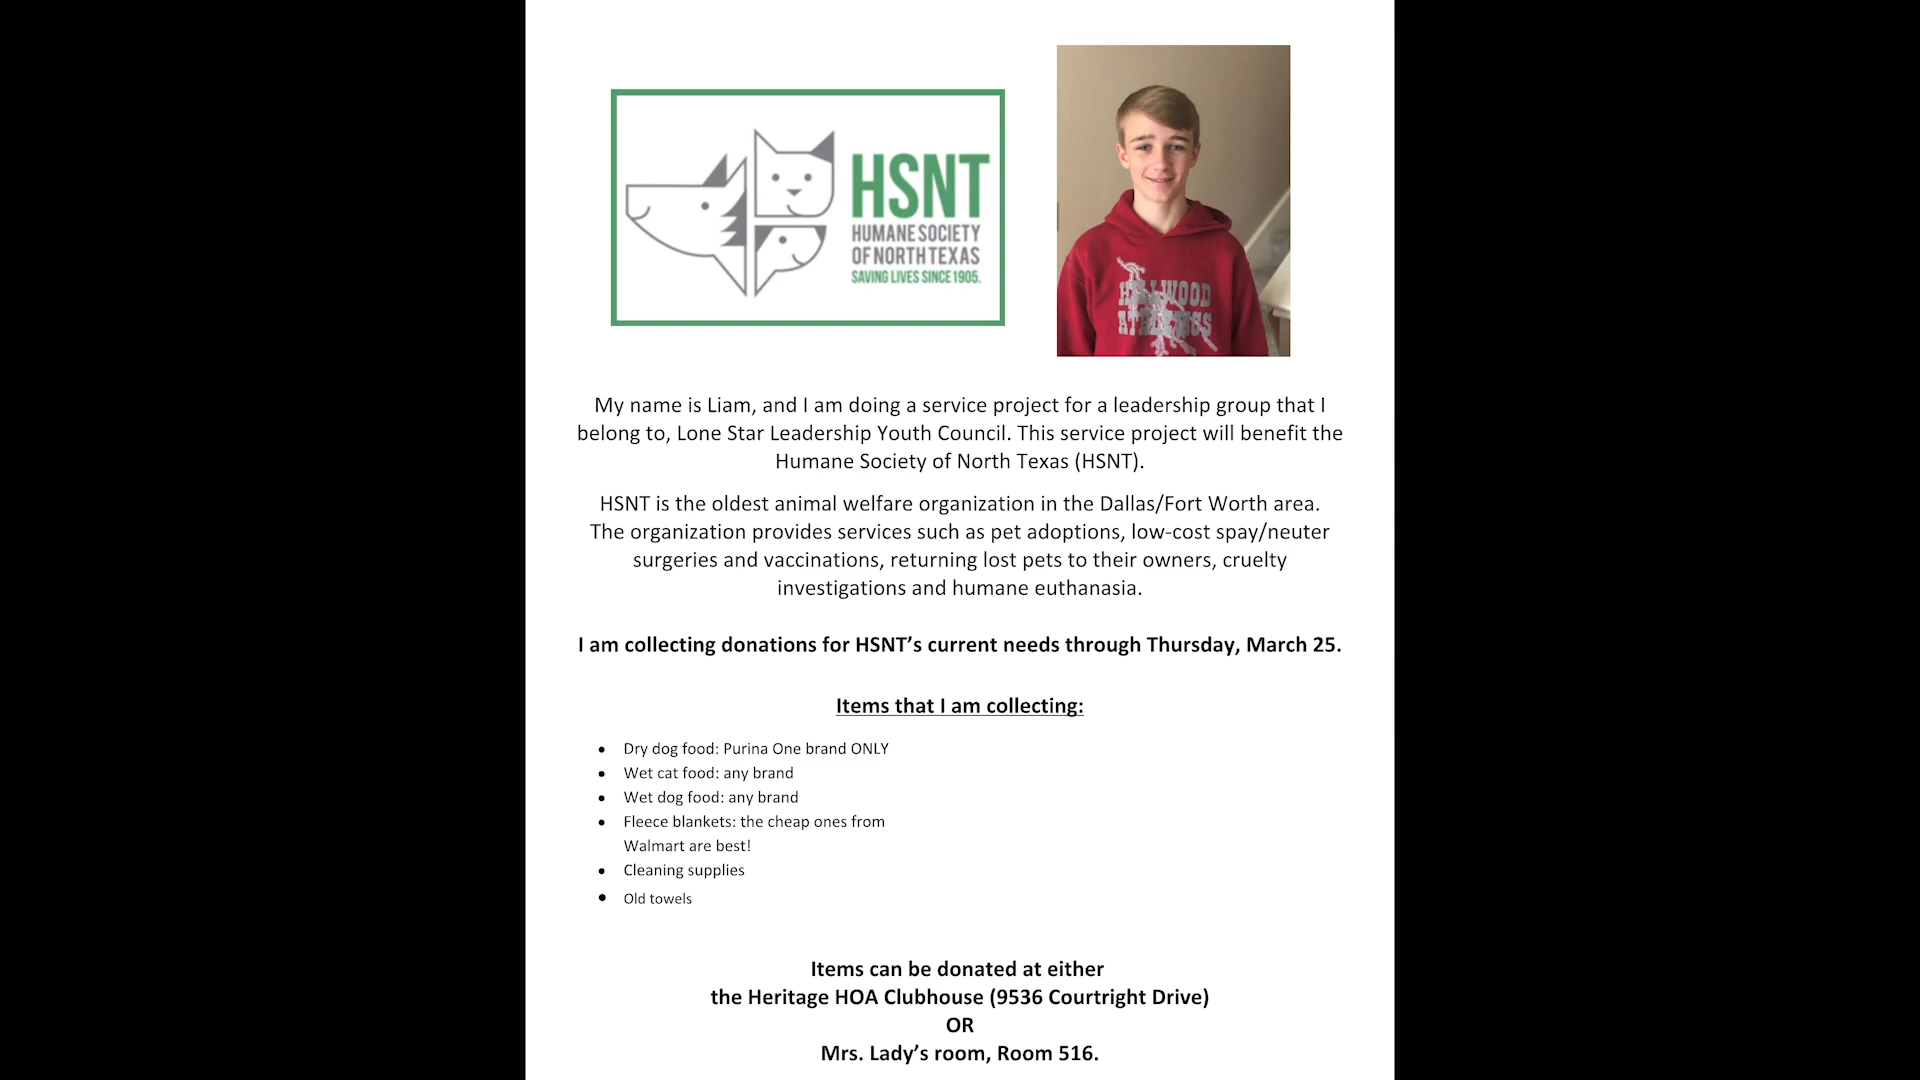 HSNT
HUMANE SOCIETY
OF NORTH TEXAS
SAVING LIVES SINCE 1905.
HILLWOOD
ATHLETICS
My name is Liam, and I am doing a service project for a leadership group that I
belong to, Lone Star Leadership Youth Council. This service project will benefit the
Humane Society of North Texas (HSNT).
HSNT is the oldest animal welfare organization in the Dallas/Fort Worth area.
The organization provides services such as pet adoptions, low-cost spay/neuter
surgeries and vaccinations, returning lost pets to their owners, cruelty
investigations and humane euthanasia.
I am collecting donations for HSNT’s current needs through Thursday, March 25.
Items that I am collecting:
• Dry dog food: Purina One brand ONLY
• Wet cat food: any brand
• Wet dog food: any brand
• Fleece blankets: the cheap ones from
Walmart are best!
• Cleaning supplies
• Old towels
Items can be donated at either
the Heritage HOA Clubhouse (9536 Courtright Drive)
OR
Mrs. Lady’s room, Room 516.